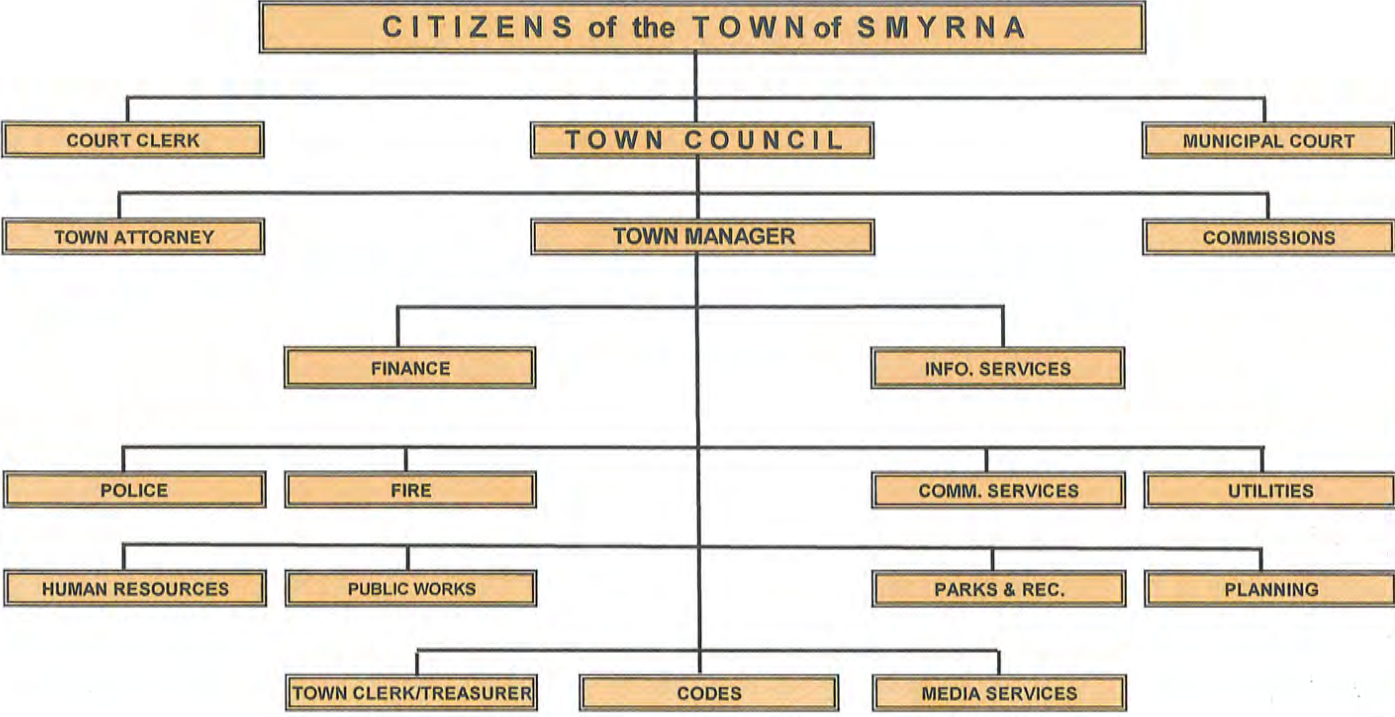 CITIZENS of the TOWN of SMYRNA
COURT CLERK
TOWN COUNCIL
MUNICIPAL COURT
TOWN ATTORNEY
TOWN MANAGER
COMMISSIONS
FINANCE
INFO. SERVICES
POLICE
FIRE
COMM. SERVICES
UTILITIES
HUMAN RESOURCES
PUBLIC WORKS
PARKS & REC.
PLANNING
TOWN CLERK/TREASURER
CODES
MEDIA SERVICES